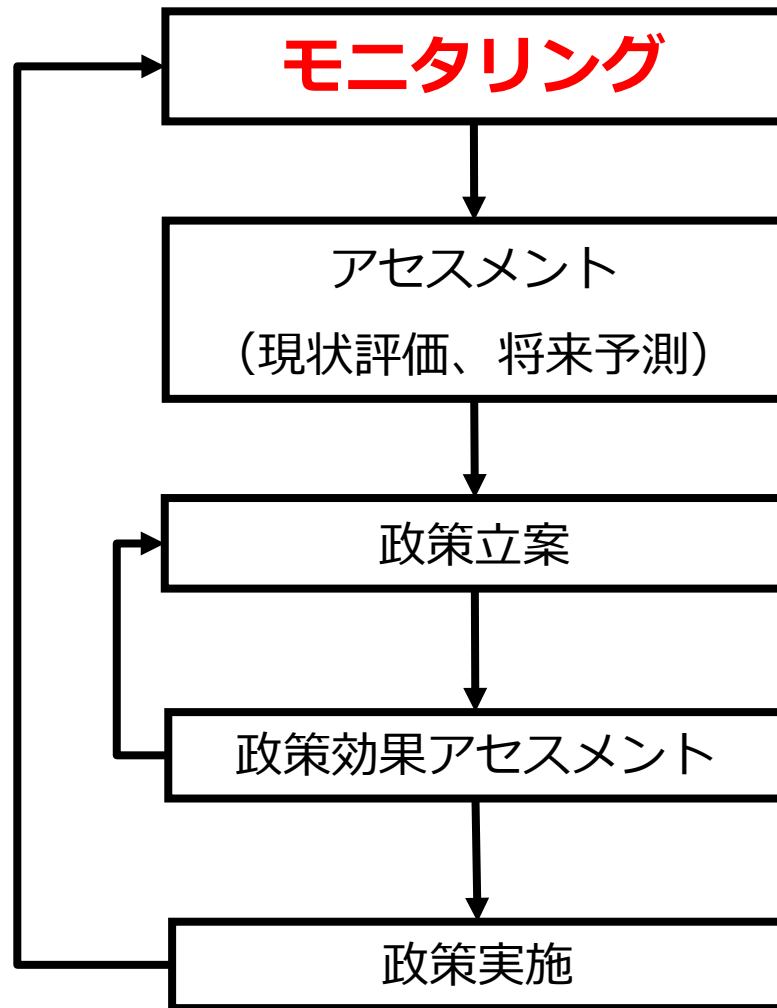 モニタリング
アセスメント
（現状評価、将来予測）
政策立案
政策効果アセスメント
政策実施